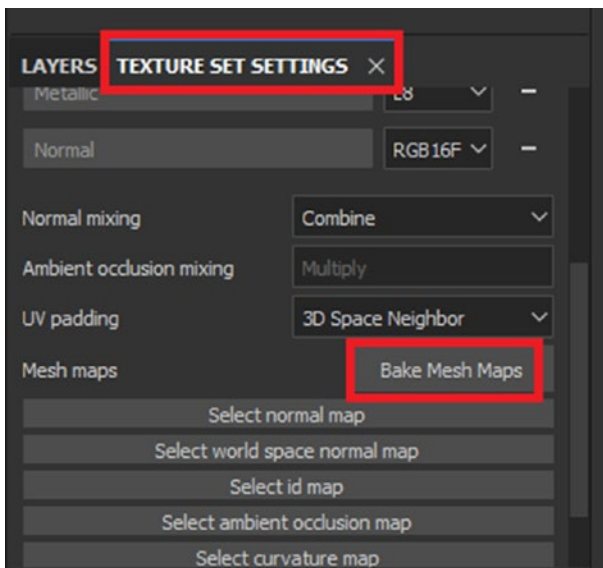 LAYERS TEXTURE SET SETTINGS
Metallic L8
Normal RGB16F
Normal mixing Combine
Ambient occlusion mixing Multiply
UV padding 3D Space Neighbor
Mesh maps Bake Mesh Maps
Select normal map
Select world space normal map
Select id map
Select ambient occlusion map
Select curvature map